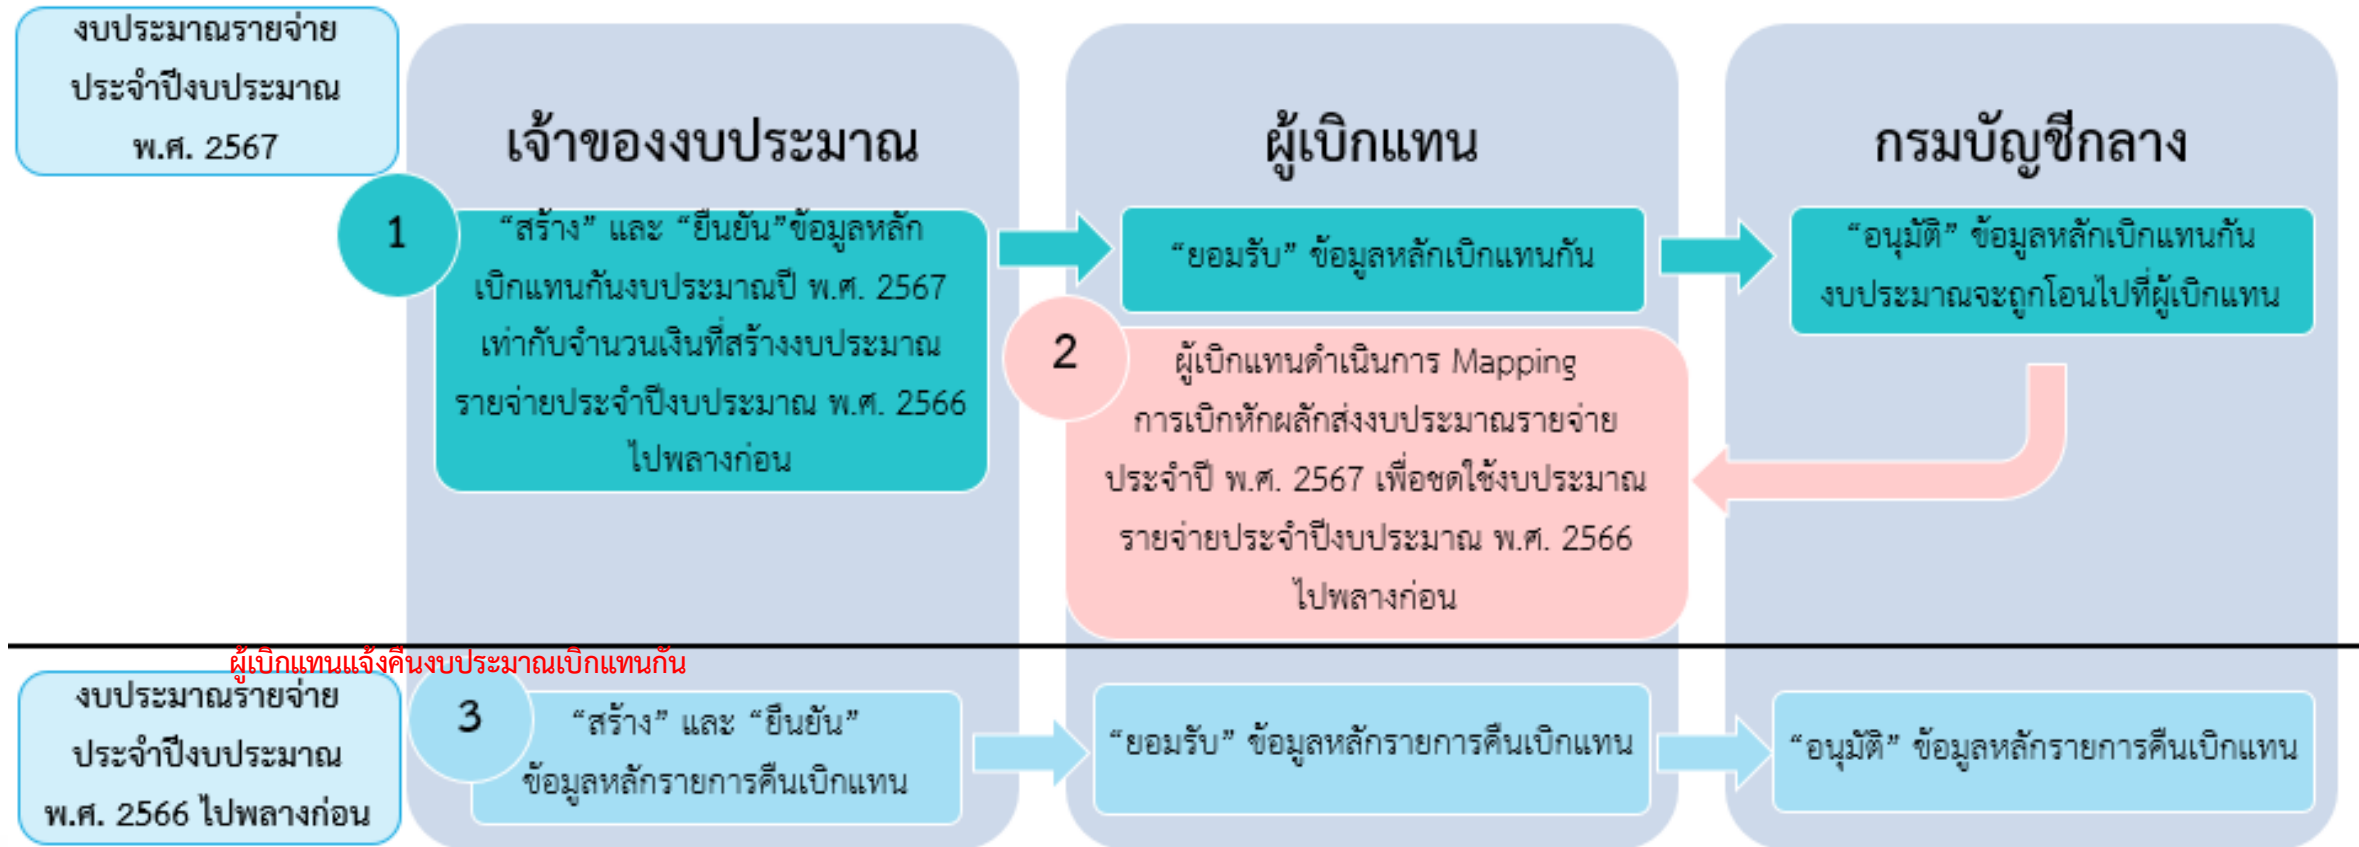 งบประมาณรายจ่าย
ประจำปีงบประมาณ
พ.ศ. 2567
เจ้าของงบประมาณ
ผู้เบิกแทน
กรมบัญชีกลาง
1
“สร้าง” และ “ยืนยัน”ข้อมูลหลัก
เบิกแทนกันงบประมาณปี พ.ศ. 2567
เท่ากับจำนวนเงินที่สร้างงบประมาณ
รายจ่ายประจำปีงบประมาณ พ.ศ. 2566
ไปพลางก่อน
“ยอมรับ” ข้อมูลหลักเบิกแทนกัน
“อนุมัติ” ข้อมูลหลักเบิกแทนกัน
งบประมาณจะถูกโอนไปที่ผู้เบิกแทน
2
ผู้เบิกแทนดำเนินการ Mapping
การเบิกหักผลักส่งงบประมาณรายจ่าย
ประจำปี พ.ศ. 2567 เพื่อชดใช้งบประมาณ
รายจ่ายประจำปีงบประมาณ พ.ศ. 2566
ไปพลางก่อน
ผู้เบิกแทนแจ้งคืนงบประมาณเบิกแทนกัน
งบประมาณรายจ่าย
ประจำปีงบประมาณ
พ.ศ. 2566 ไปพลางก่อน
3
“สร้าง” และ “ยืนยัน”
ข้อมูลหลักรายการคืนเบิกแทน
“ยอมรับ” ข้อมูลหลักรายการคืนเบิกแทน
“อนุมัติ” ข้อมูลหลักรายการคืนเบิกแทน